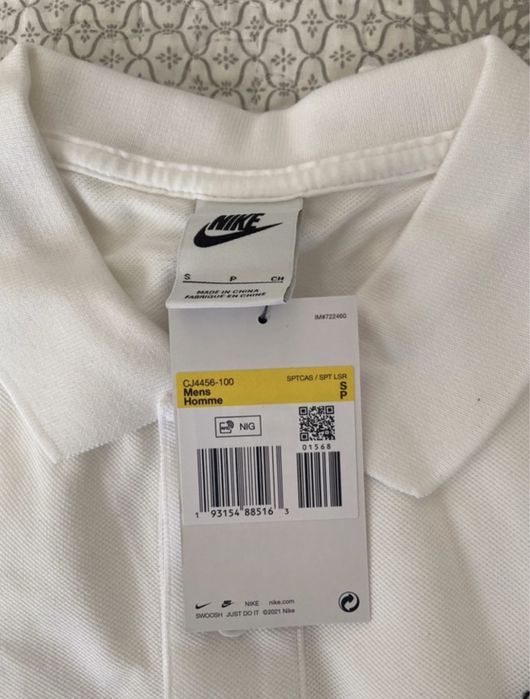 NIKE
S P CH
MADE IN CHINA
FABRIQUÉ EN CHINE
IM#722460
CJ4456-100 SPTCAS / SPT LSR
Mens S
Homme P
NIG
01568
1 93154 88516 3
NIKE nike.com
SWOOSH JUST DO IT ©2021 Nike